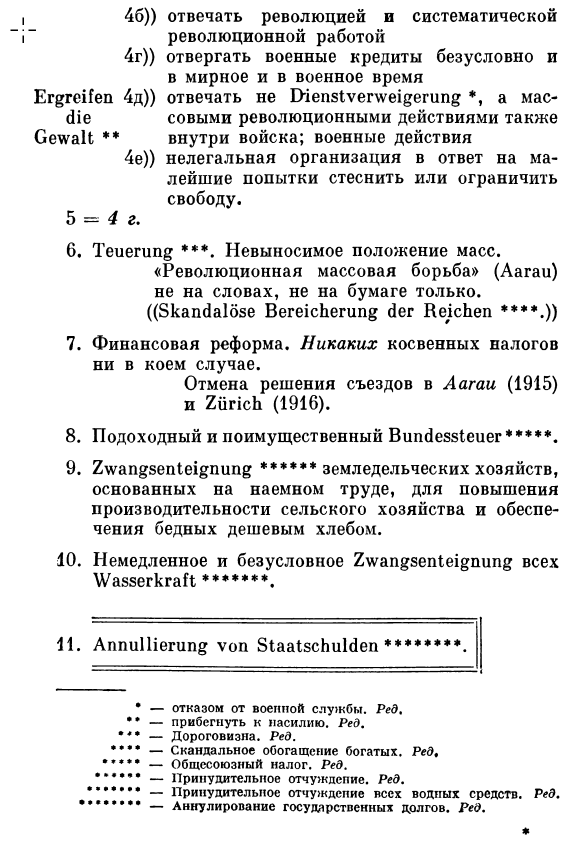 4б)) отвечать революцией и систематической
революционной работой
4г)) отвергать военные кредиты безусловно и
в мирное и в военное время
Ergreifen 4д)) отвечать не Dienstverweigerung *, а мас-
die совыми революционными действиями также
Gewalt ** внутри войска; военные действия
4е)) нелегальная организация в ответ на ма-
лейшие попытки стеснить или ограничить
свободу.
5 = 4 г.
6. Teuerung ***. Невыносимое положение масс.
«Революционная массовая борьба» (Aarau)
не на словах, не на бумаге только.
((Skandalöse Bereicherung der Reichen ****.))
7. Финансовая реформа. Никаких косвенных налогов
ни в коем случае.
Отмена решения съездов в Aarau (1915)
и Zürich (1916).
8. Подоходный и поимущественный Bundessteuer *****.
9. Zwangsenteignung ****** земледельческих хозяйств,
основанных на наемном труде, для повышения
производительности сельского хозяйства и обеспе-
чения бедных дешевым хлебом.
10. Немедленное и безусловное Zwangsenteignung всех
Wasserkraft *******.
11. Annullierung von Staatschulden ********.
* — отказом от военной службы. Ред.
** — прибегнуть к насилию. Ред.
*** — Дороговизна. Ред.
**** — Скандальное обогащение богатых. Ред.
***** — Общесоюзный налог. Ред.
****** — Принудительное отчуждение. Ред.
******* — Принудительное отчуждение всех водных средств. Ред.
******** — Аннулирование государственных долгов. Ред.
*